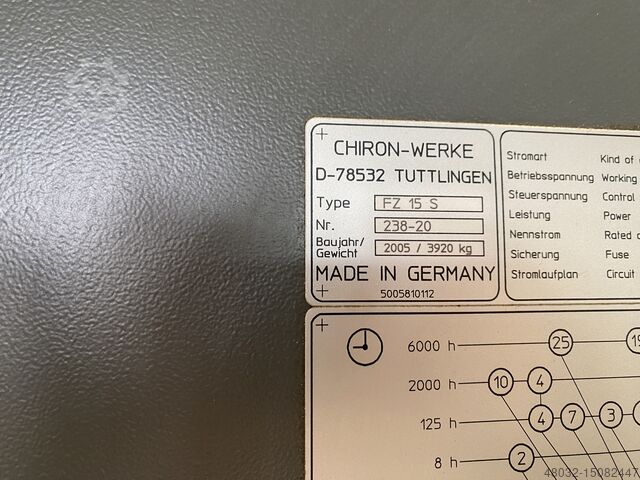 CHIRON-WERKE
D-78532 TUTTLINGEN
Type FZ 15 S
Nr. 238-20
Baujahr/
Gewicht 2005 / 3920 kg
MADE IN GERMANY
5005810112
Stromart Kind of
Betriebsspannung Working
Steuerspannung Control
Leistung Power
Nennstrom Rated
Sicherung Fuse
Stromlaufplan Circuit
6000 h 25
2000 h 10 4
125 h 4 7 3
8 h 2
48032-15082447